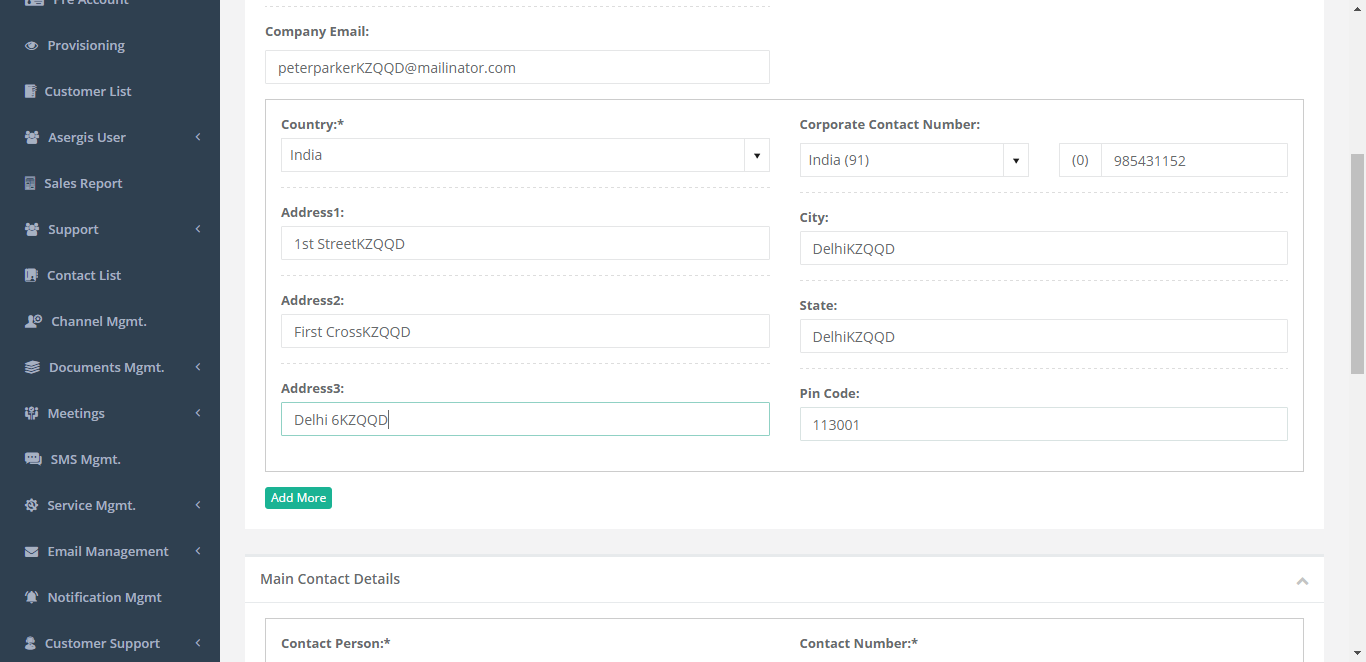 Pre Account
Provisioning
Customer List
Asergis User
Sales Report
Support
Contact List
Channel Mgmt.
Documents Mgmt.
Meetings
SMS Mgmt.
Service Mgmt.
Email Management
Notification Mgmt
Customer Support
Company Email:
peterparkerKZQQD@mailinator.com
Country:*
India
Corporate Contact Number:
India (91)
(0)
985431152
Address1:
1st StreetKZQQD
City:
DelhiKZQQD
Address2:
First CrossKZQQD
State:
DelhiKZQQD
Address3:
Delhi 6KZQQD
Pin Code:
113001
Add More
Main Contact Details
Contact Person:*
Contact Number:*